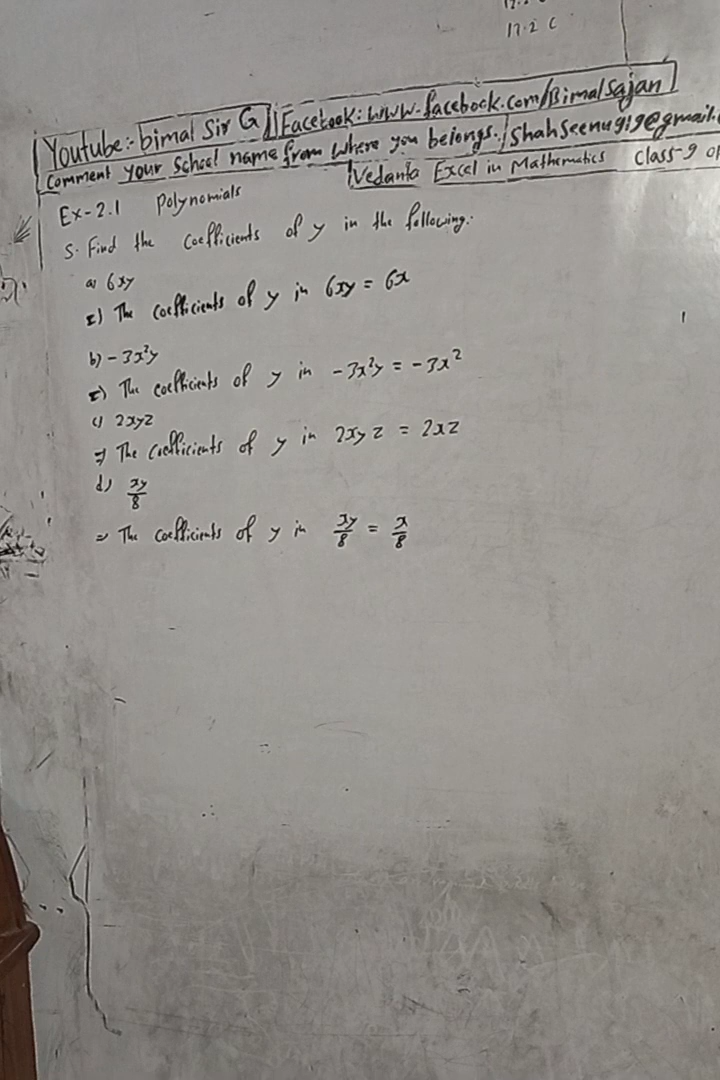 17.2 C
Youtube:- bimal Sir G || Facebook: www.facebook.com/Bimalsajan
Comment your School name from where you belongs. / Shahseenu919@gmail.
Vedanta Excel in Mathematics Class-9 of
Ex-2.1 Polynomials
5. Find the coefficients of y in the following:
a) 6xy
=) The coefficients of y in 6xy = 6x
b) -3x²y
=) The coefficients of y in -3x²y = -3x²
c) 2xyz
=) The coefficients of y in 2xyz = 2xz
d) xy/8
=> The coefficients of y in xy/8 = x/8